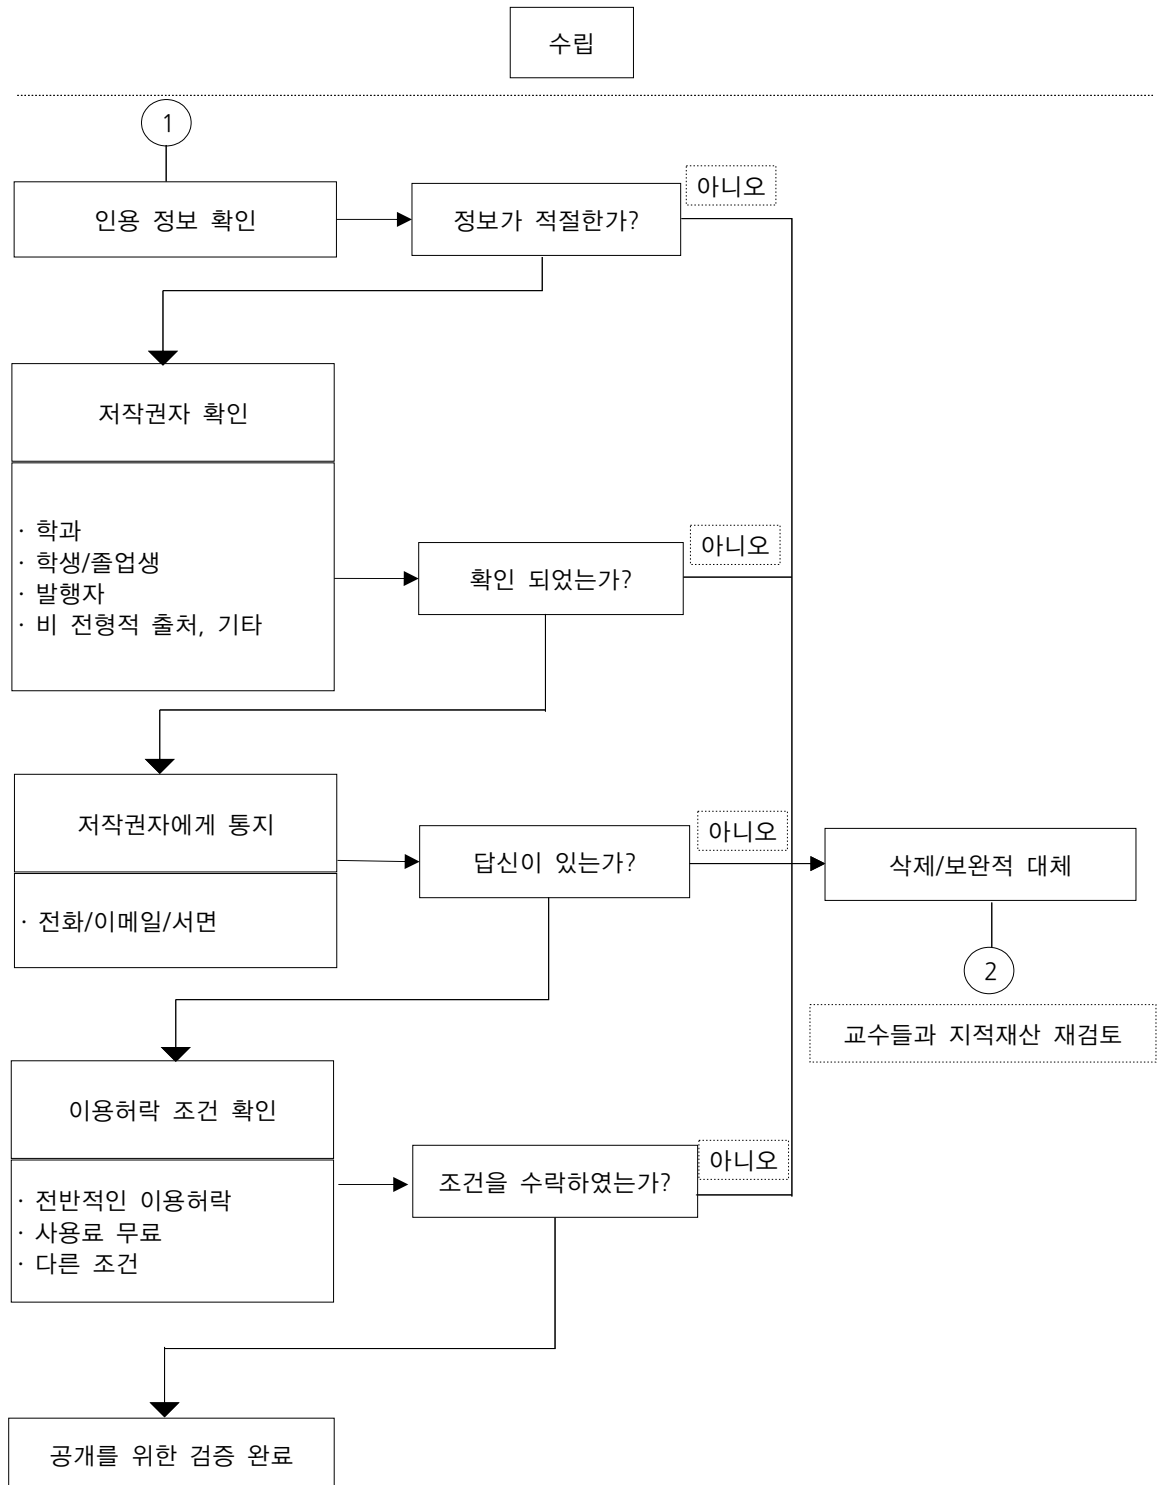 수립
1
인용 정보 확인
정보가 적절한가?
아니오
저작권자 확인
· 학과
· 학생/졸업생
· 발행자
· 비 전형적 출처, 기타
확인 되었는가?
아니오
저작권자에게 통지
· 전화/이메일/서면
답신이 있는가?
아니오
삭제/보완적 대체
2
교수들과 지적재산 재검토
이용허락 조건 확인
· 전반적인 이용허락
· 사용료 무료
· 다른 조건
조건을 수락하였는가?
아니오
공개를 위한 검증 완료